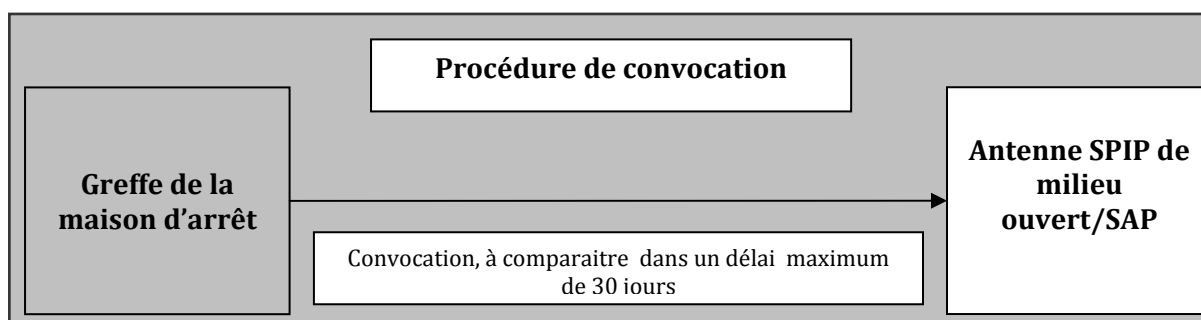 Procédure de convocation
Greffe de la
maison d’arrêt
Antenne SPIP de
milieu
ouvert/SAP
Convocation, à comparaitre dans un délai maximum
de 30 jours